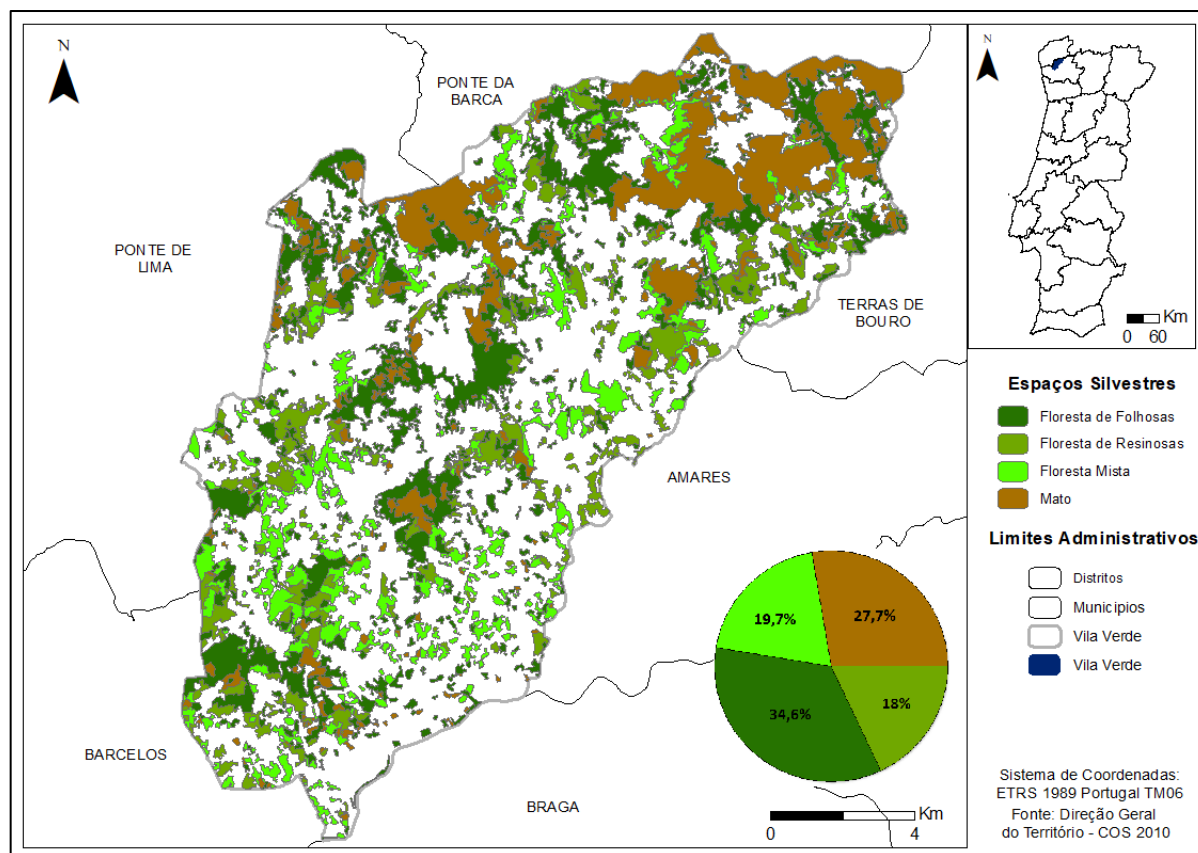 N
PONTE DA
BARCA
PONTE DE
LIMA
TERRAS DE
BOURO
AMARES
BARCELOS
BRAGA
19,7%
27,7%
34,6%
18%
Km
0 4
N
Km
0 60
Espaços Silvestres
Floresta de Folhosas
Floresta de Resinosas
Floresta Mista
Mato
Limites Administrativos
Distritos
Municipios
Vila Verde
Vila Verde
Sistema de Coordenadas:
ETRS 1989 Portugal TM06
Fonte: Direção Geral
do Território - COS 2010